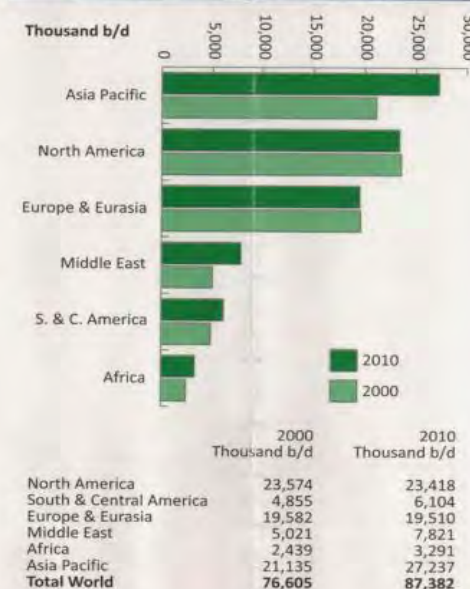 Thousand b/d
0
5,000
10,000
15,000
20,000
25,000
30,000
Asia Pacific
North America
Europe & Eurasia
Middle East
S. & C. America
Africa
2010
2000
2000 2010
Thousand b/d Thousand b/d
North America 23,574 23,418
South & Central America 4,855 6,104
Europe & Eurasia 19,582 19,510
Middle East 5,021 7,821
Africa 2,439 3,291
Asia Pacific 21,135 27,237
Total World 76,605 87,382